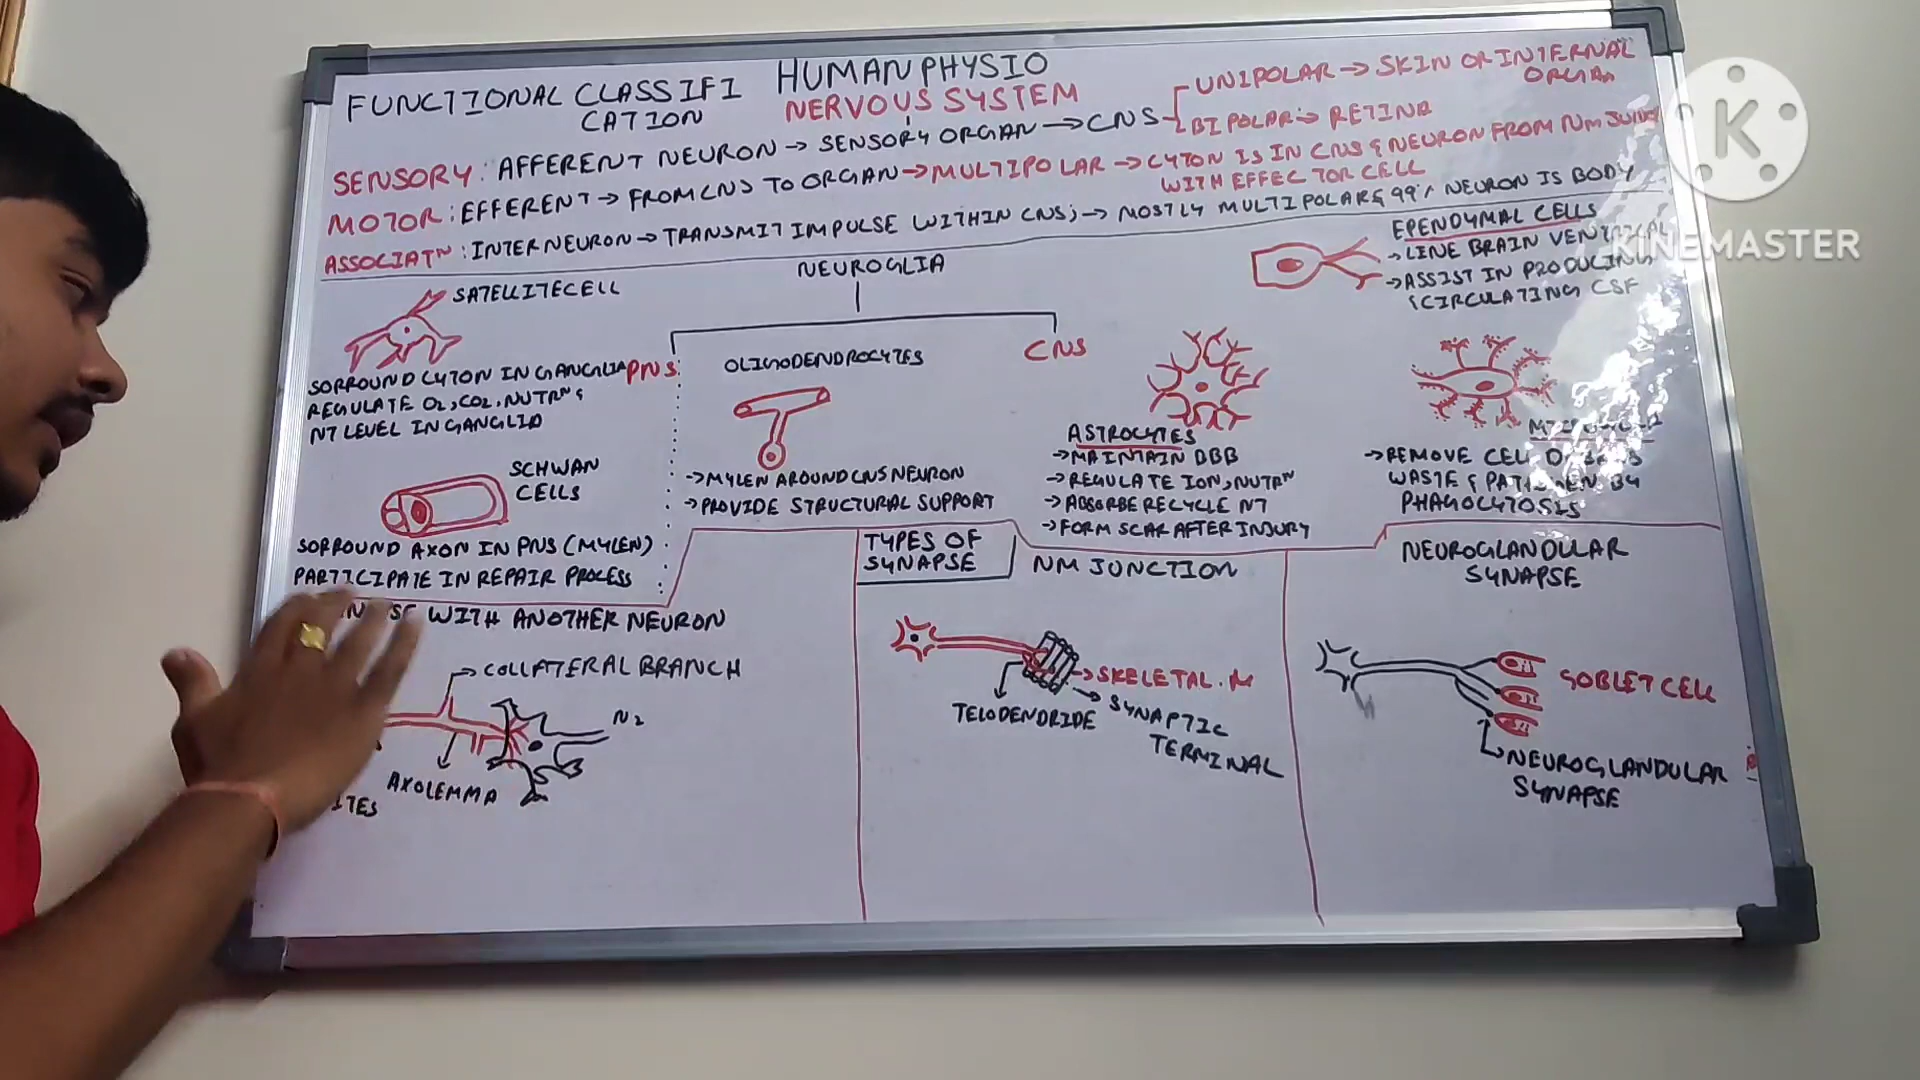 HUMAN PHYSIO
NERVOUS SYSTEM
FUNCTIONAL CLASSIFI
CATION
SENSORY: AFFERENT NEURON → SENSORY ORGAN → CNS
UNIPOLAR → SKIN OR INTERNAL
ORGAN
BIPOLAR → RETINA
MOTOR: EFFERENT → FROM CNS TO ORGAN → MULTIPOLAR → CYTON IS IN CNS & NEURON FROM NM
WITH EFFECTOR CELL
ASSOCIATN: INTERNEURON → TRANSMIT IMPULSE WITHIN CNS; → MOSTLY MULTIPOLAR & 99% NEURON IS BODY
NEUROGLIA
PNS
CNS
SATELLITE CELL
SORROUND CYTON IN GANGLIA
REGULATE O2, CO2, NUTRN &
NT LEVEL IN GANGLIA
SCHWAN
CELLS
SORROUND AXON IN PNS (MYLEN)
PARTICIPATE IN REPAIR PROCESS
OLIGODENDROCYTES
→ MYLEN AROUND CNS NEURON
→ PROVIDE STRUCTURAL SUPPORT
ASTROCYTES
→ MAINTAIN BBB
→ REGULATE ION, NUTRN
→ ABSORBE RECYCLE NT
→ FORM SCAR AFTER INJURY
EPENDYMAL CELLS
→ LINE BRAIN
→ ASSIST IN PRODUCING
& CIRCULATING CSF
→ REMOVE CELL
WASTE & BY
PHAGOCYTOSIS
WITH ANOTHER NEURON
COLLATERAL BRANCH
N2
AXOLEMMA
TYPES OF
SYNAPSE
NM JUNCTION
SKELETAL.M
TELODENDRIDE
SYNAPTIC
TERMINAL
NEUROGLANDULAR
SYNAPSE
GOBLET CELL
NEUROGLANDULAR
SYNAPSE
K
KINEMASTER